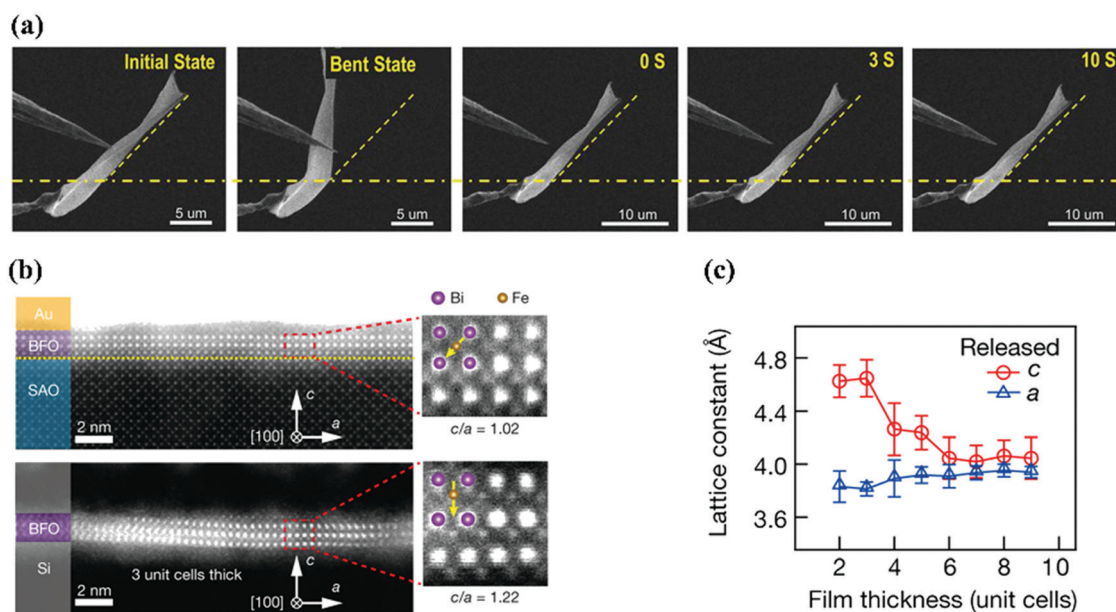 (a)
Initial State
Bent State
0 S
3 S
10 S
5 um
5 um
10 um
10 um
10 um
(b)
Au
BFO
SAO
2 nm
c
[100]
a
Bi
Fe
c/a = 1.02
BFO
Si
2 nm
3 unit cells thick
c
[100]
a
c/a = 1.22
(c)
Lattice constant (Å)
4.8
4.4
4.0
3.6
Released
c
a
2 4 6 8 10
Film thickness (unit cells)